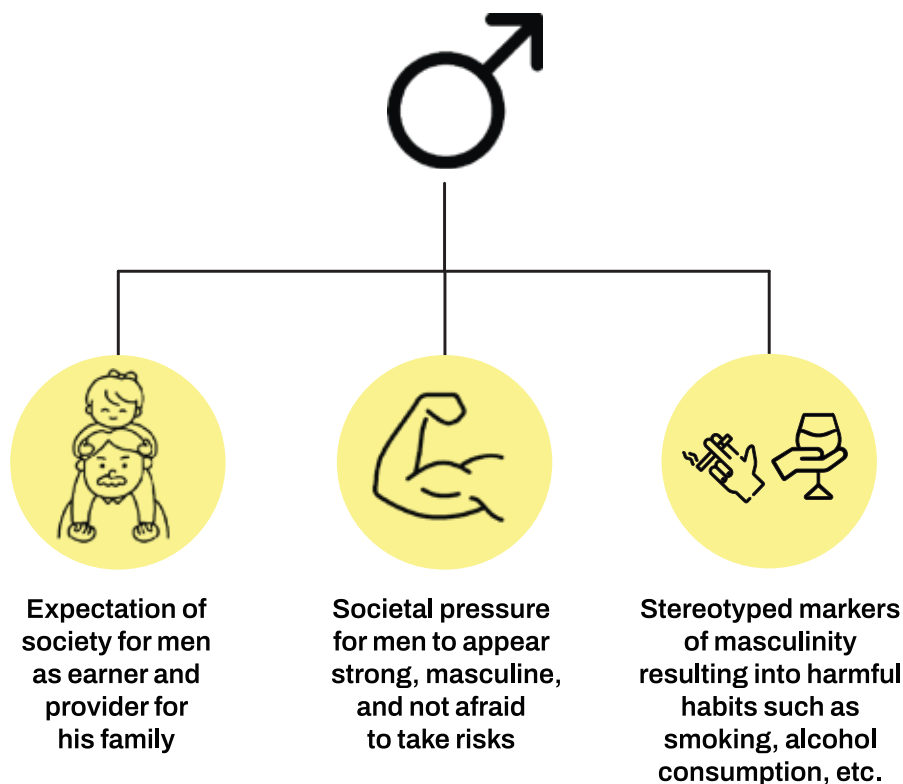 Expectation of
society for men
as earner and
provider for
his family
Societal pressure
for men to appear
strong, masculine,
and not afraid
to take risks
Stereotyped markers
of masculinity
resulting into harmful
habits such as
smoking, alcohol
consumption, etc.